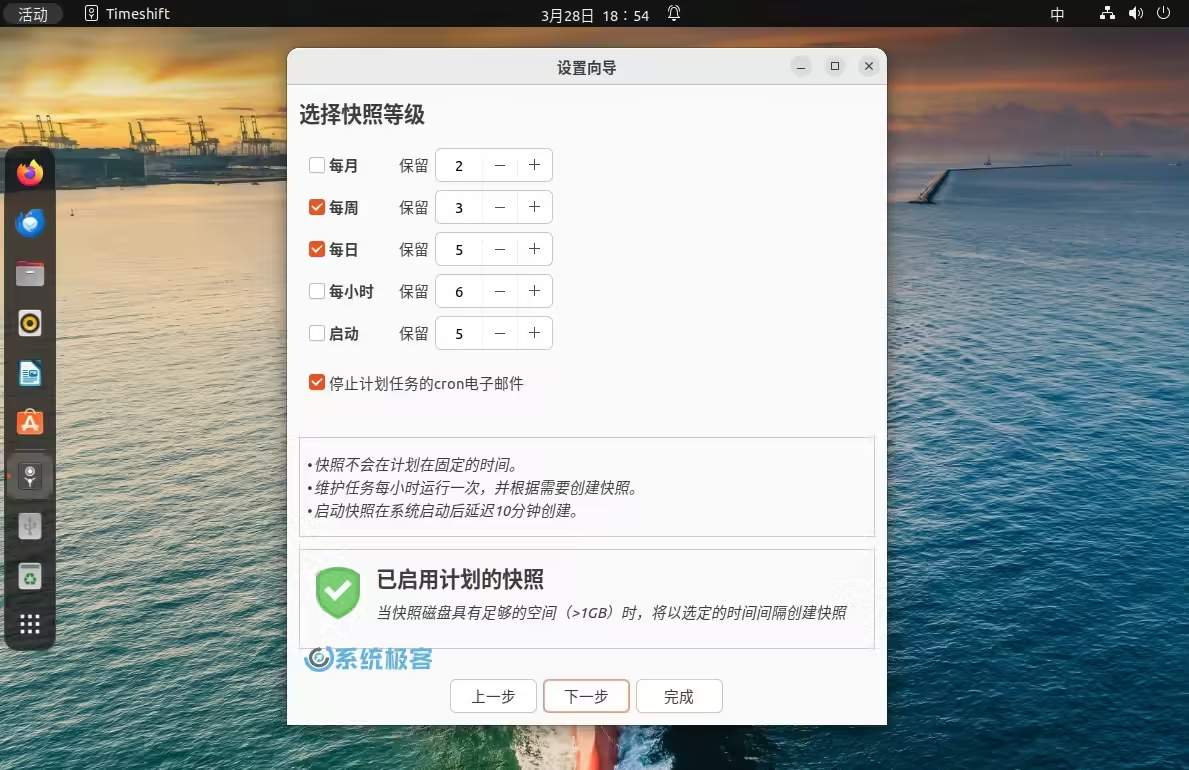 活动 Timeshift 3月28日 18：54 中
设置向导
选择快照等级
每月 保留 2 − +
每周 保留 3 − +
每日 保留 5 − +
每小时 保留 6 − +
启动 保留 5 − +
停止计划任务的cron电子邮件
• 快照不会在计划在固定的时间。
• 维护任务每小时运行一次，并根据需要创建快照。
• 启动快照在系统启动后延迟10分钟创建。
已启用计划的快照
当快照磁盘具有足够的空间（>1GB）时，将以选定的时间间隔创建快照
系统极客
上一步 下一步 完成